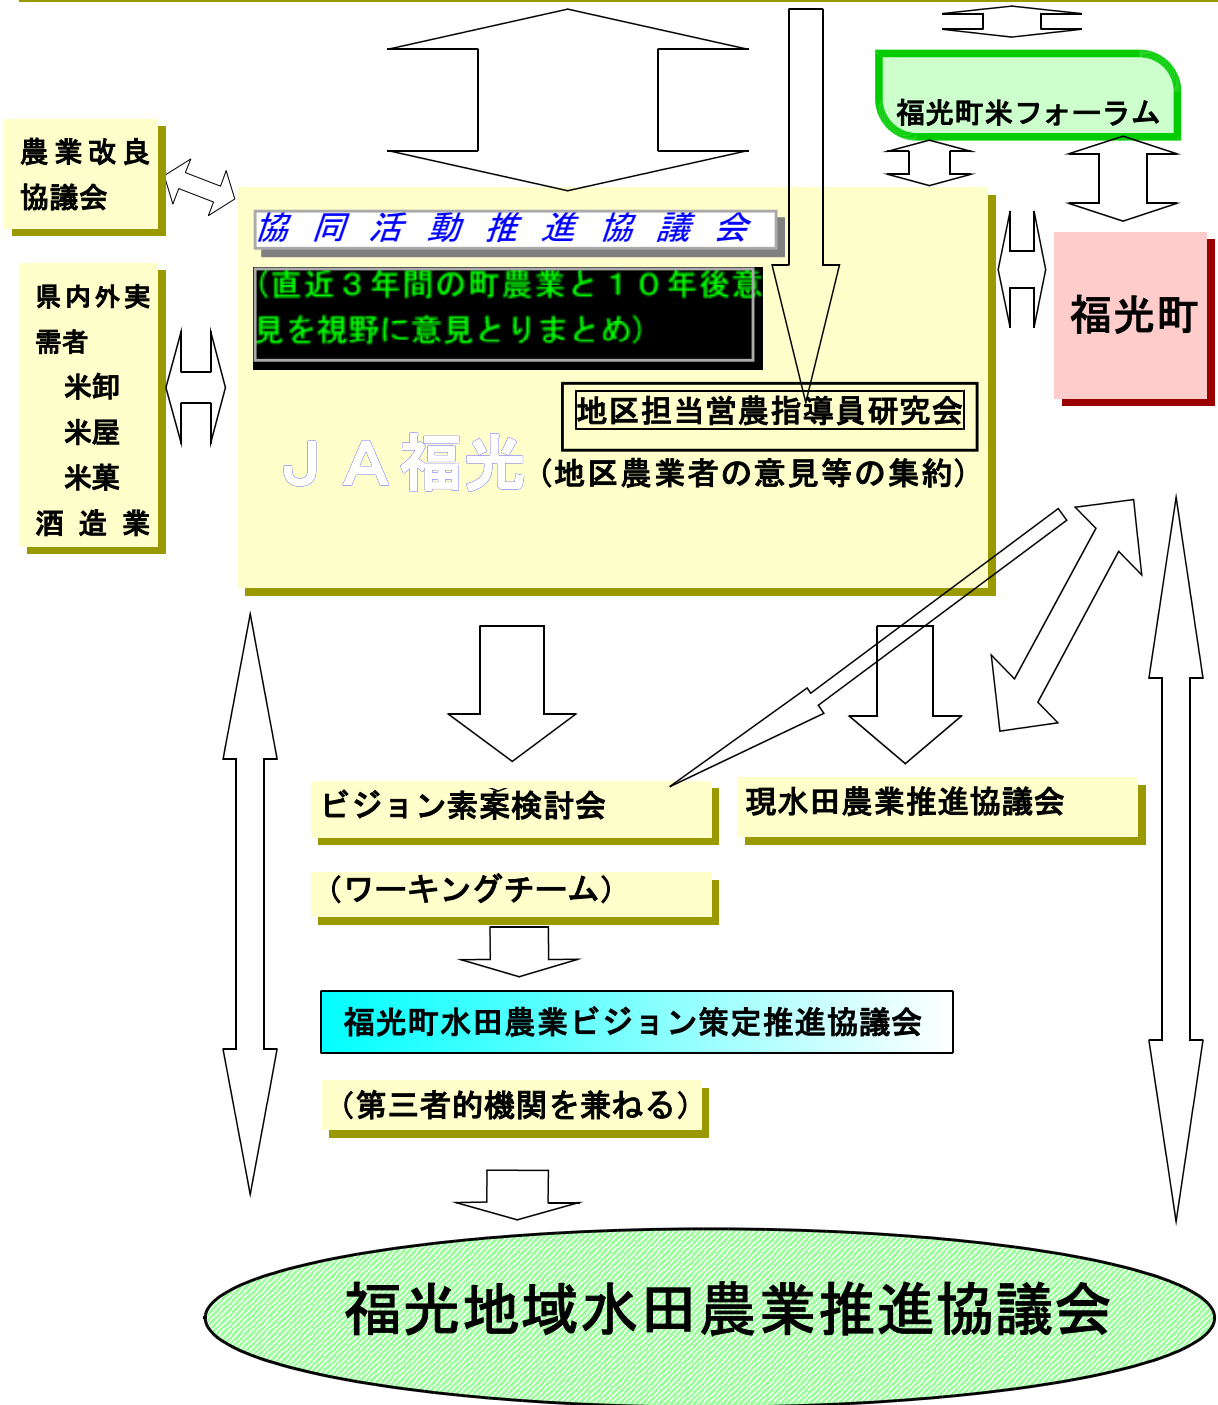 福光町米フォーラム
農業改良
協議会
協同活動推進協議会
(直近３年間の町農業と１０年後意
見を視野に意見とりまとめ)
福光町
県内外実
需者
米卸
米屋
米菓
酒造業
地区担当営農指導員研究会
ＪＡ福光
(地区農業者の意見等の集約)
ビジョン素案検討会
現水田農業推進協議会
(ワーキングチーム)
福光町水田農業ビジョン策定推進協議会
(第三者的機関を兼ねる)
福光地域水田農業推進協議会